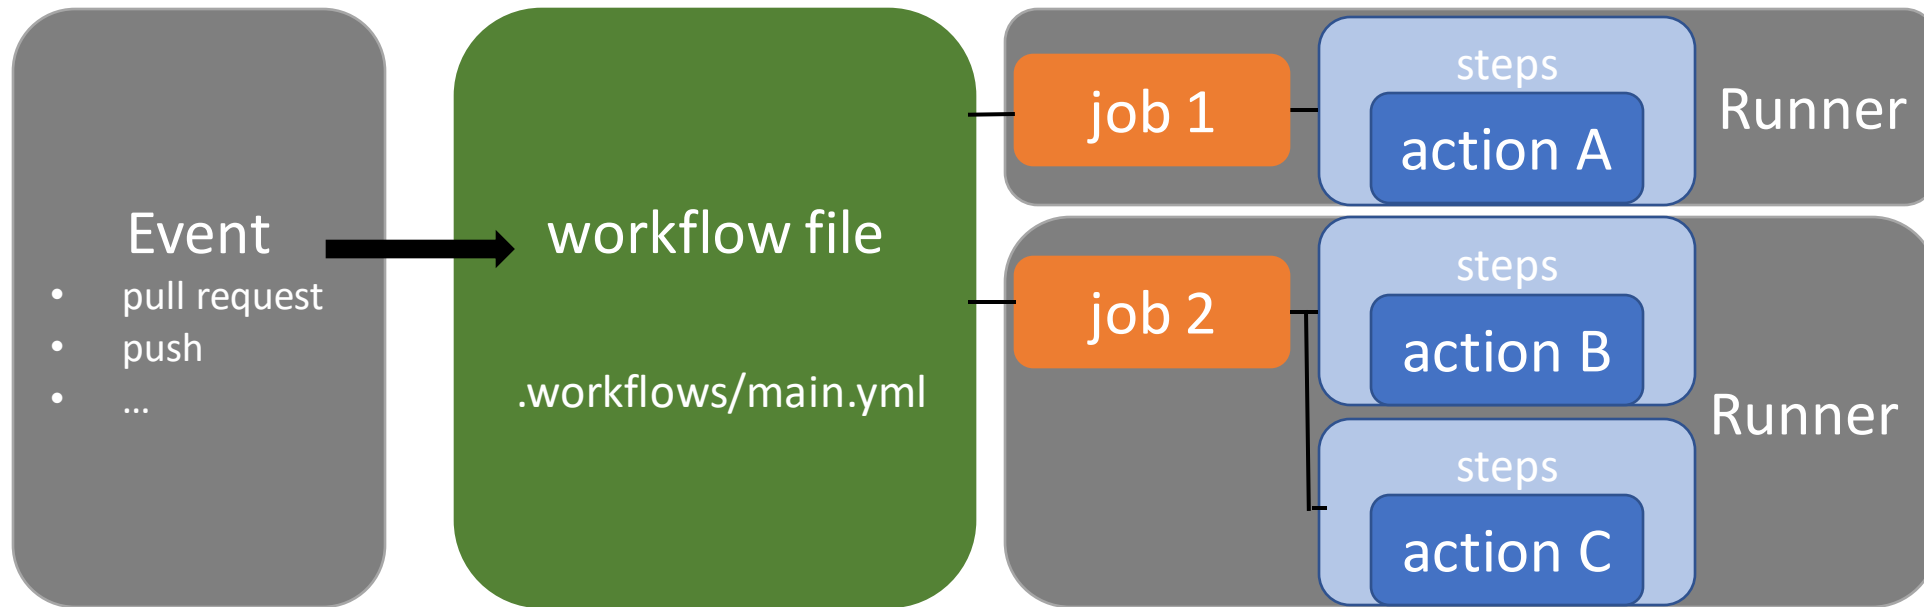 Event
• pull request
• push
• ...
workflow file
.workflows/main.yml
job 1
steps
action A
Runner
job 2
steps
action B
steps
action C
Runner